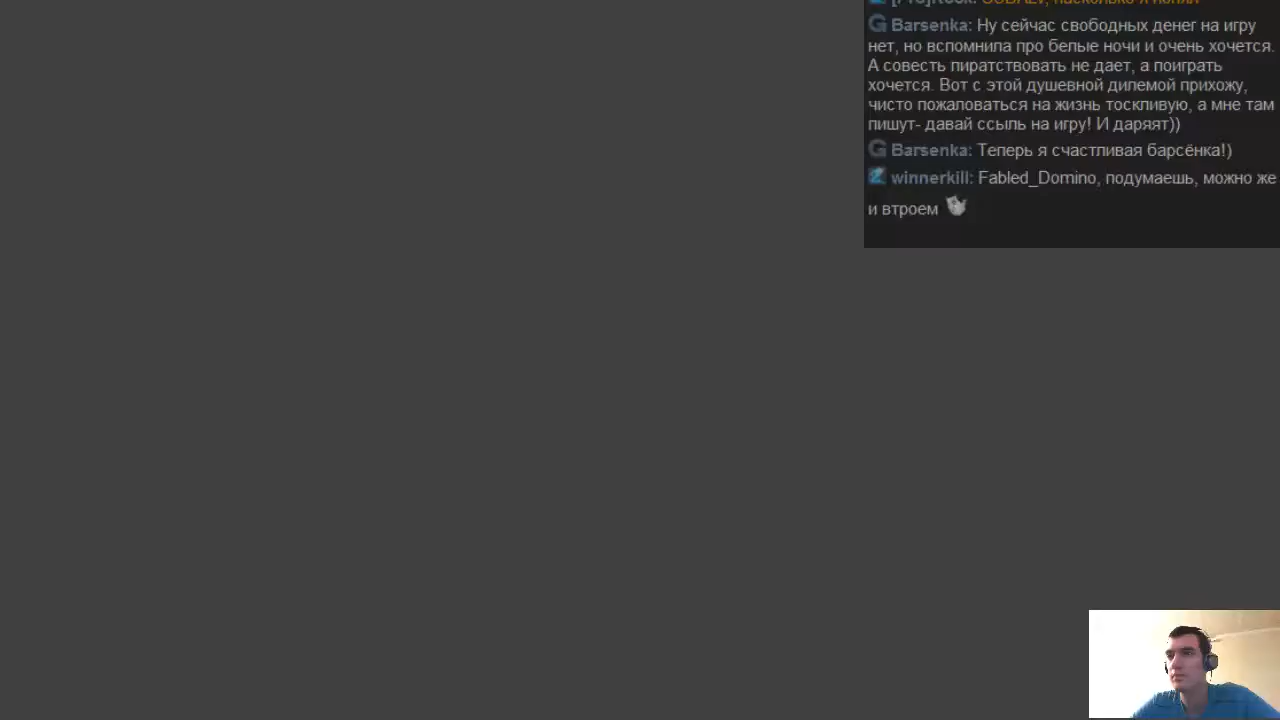 Barsenka: Ну сейчас свободных денег на игру
нет, но вспомнила про белые ночи и очень хочется.
А совесть пиратствовать не дает, а поиграть
хочется. Вот с этой душевной дилемой прихожу,
чисто пожаловаться на жизнь тоскливую, а мне там
пишут- давай ссыль на игру! И даряят))
Barsenka: Теперь я счастливая барсёнка!)
winnerkill: Fabled_Domino, подумаешь, можно же
и втроем